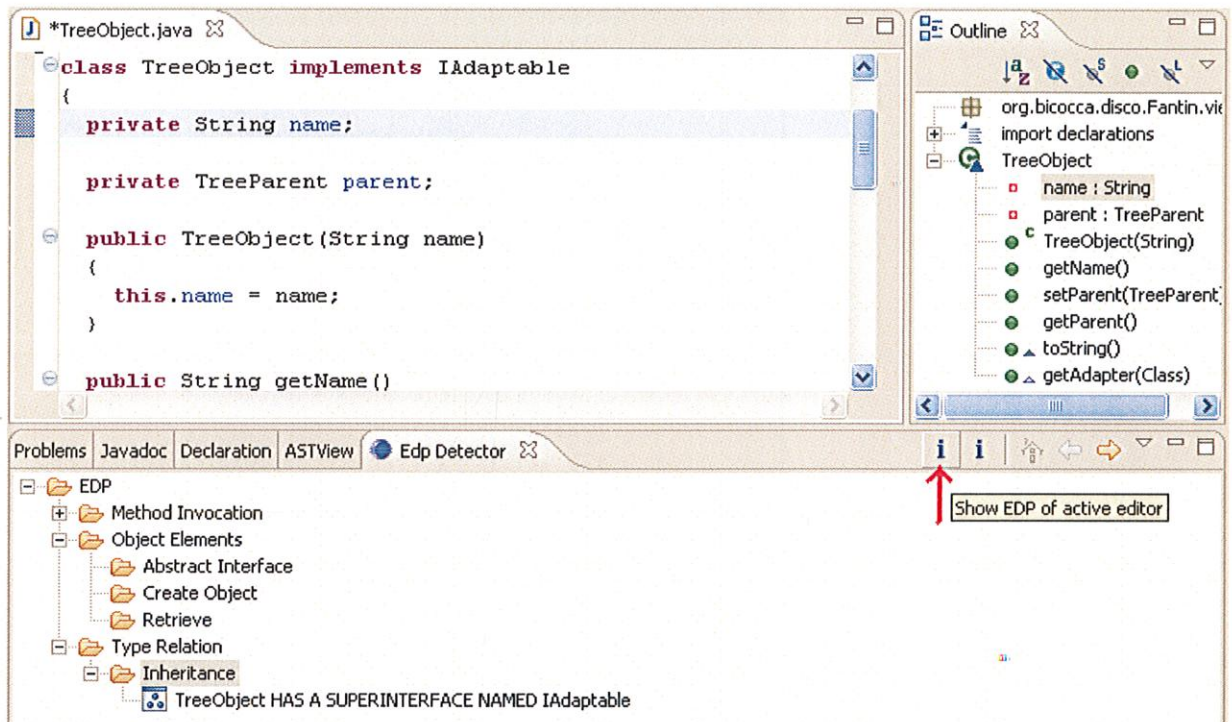 *TreeObject.java
class TreeObject implements IAdaptable
{
private String name;
private TreeParent parent;
public TreeObject(String name)
{
this.name = name;
}
public String getName()
Outline
org.bicocca.disco.Fantin.vie
import declarations
TreeObject
name : String
parent : TreeParent
TreeObject(String)
getName()
setParent(TreeParent)
getParent()
toString()
getAdapter(Class)
Problems Javadoc Declaration ASTView Edp Detector
Show EDP of active editor
EDP
Method Invocation
Object Elements
Abstract Interface
Create Object
Retrieve
Type Relation
Inheritance
TreeObject HAS A SUPERINTERFACE NAMED IAdaptable